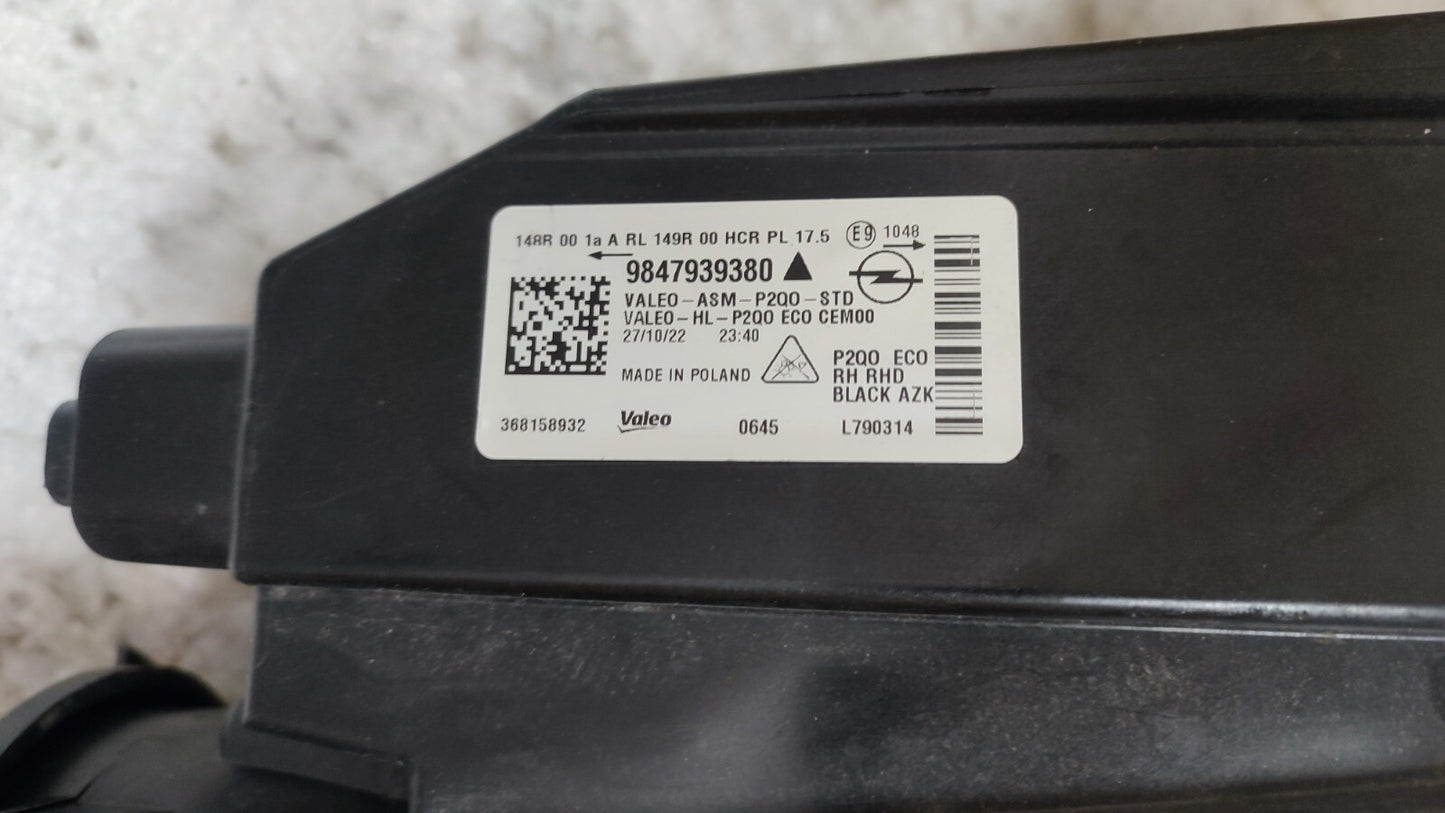 148R 00 1a A RL 149R 00 HCR PL 17.5 E9 1048
9847939380
VALEO-ASM-P2QO-STD
VALEO-HL-P2QO ECO CEM00
27/10/22 23:40
MADE IN POLAND
P2QO ECO
RH RHD
BLACK AZK
368158932 Valeo 0645 L790314